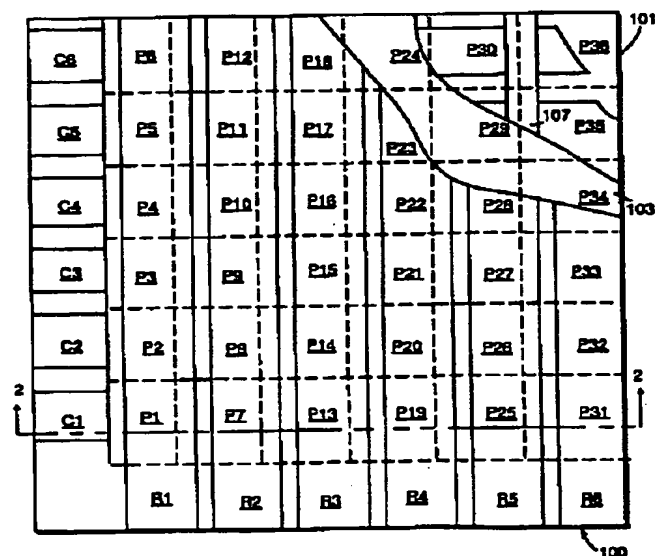 101
C6 P6 P12 P18 P24 P30 P36
107
C5 P5 P11 P17 P23 P29 P35
C4 P4 P10 P16 P22 P28 P34
103
C3 P3 P9 P15 P21 P27 P33
C2 P2 P8 P14 P20 P26 P32
2 2
C1 P1 P7 P13 P19 P25 P31
R1 R2 R3 R4 R5 R6
100